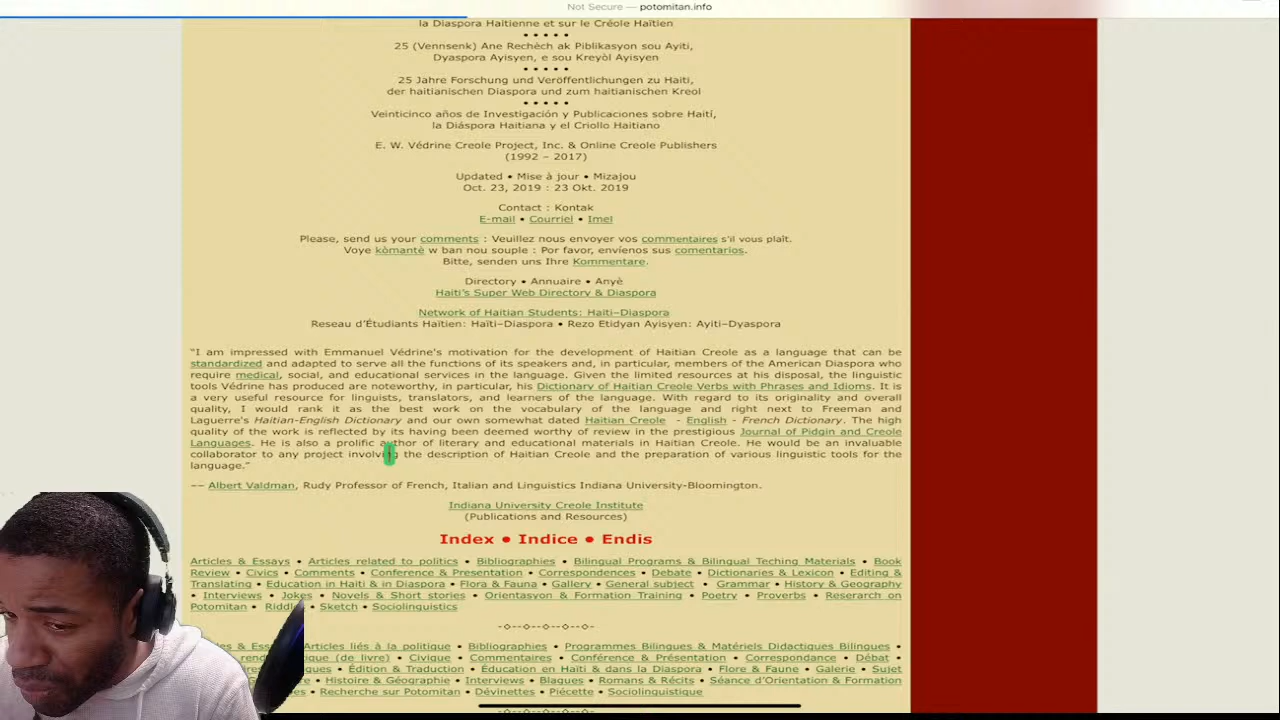 Not Secure — potomitan.info
la Diaspora Haïtienne et sur le Créole Haïtien
• • • • •
25 (Vennsenk) Ane Rechèch ak Piblikasyon sou Ayiti,
Dyaspora Ayisyen, e sou Kreyòl Ayisyen
• • • • •
25 Jahre Forschung und Veröffentlichungen zu Haiti,
der haitianischen Diaspora und zum haitianischen Kreol
• • • • •
Veinticinco años de Investigación y Publicaciones sobre Haití,
la Diáspora Haitiana y el Criollo Haitiano
E. W. Védrine Creole Project, Inc. & Online Creole Publishers
(1992 – 2017)
Updated • Mise à jour • Mizajou
Oct. 23, 2019 : 23 Okt. 2019
Contact : Kontak
E-mail • Courriel • Imel
Please, send us your comments : Veuillez nous envoyer vos commentaires s'il vous plaît.
Voye kòmantè w ban nou souple : Por favor, envíenos sus comentarios.
Bitte, senden uns Ihre Kommentare.
Directory • Annuaire • Anyè
Haiti's Super Web Directory & Diaspora
Network of Haitian Students: Haiti–Diaspora
Reseau d'Étudiants Haïtien: Haïti–Diaspora • Rezo Etidyan Ayisyen: Ayiti–Dyaspora
"I am impressed with Emmanuel Védrine's motivation for the development of Haitian Creole as a language that can be
standardized and adapted to serve all the functions of its speakers and, in particular, members of the American Diaspora who
require medical, social, and educational services in the language. Given the limited resources at his disposal, the linguistic
tools Védrine has produced are noteworthy, in particular, his Dictionary of Haitian Creole Verbs with Phrases and Idioms. It is
a very useful resource for linguists, translators, and learners of the language. With regard to its originality and overall
quality, I would rank it as the best work on the vocabulary of the language and right next to Freeman and
Laguerre's Haitian-English Dictionary and our own somewhat dated Haitian Creole - English - French Dictionary. The high
quality of the work is reflected by its having been deemed worthy of review in the prestigious Journal of Pidgin and Creole
Languages. He is also a prolific author of literary and educational materials in Haitian Creole. He would be an invaluable
collaborator to any project involving the description of Haitian Creole and the preparation of various linguistic tools for the
language."
–– Albert Valdman, Rudy Professor of French, Italian and Linguistics Indiana University-Bloomington.
Indiana University Creole Institute
(Publications and Resources)
Index • Indice • Endis
Articles & Essays • Articles related to politics • Bibliographies • Bilingual Programs & Bilingual Teching Materials • Book
Review • Civics • Comments • Conference & Presentation • Correspondences • Debate • Dictionaries & Lexicon • Editing &
Translating • Education in Haiti & in Diaspora • Flora & Fauna • Gallery • General subject • Grammar • History & Geography
• Interviews • Jokes • Novels & Short stories • Orientasyon & Formation Training • Poetry • Proverbs • Research on
Potomitan • Riddles • Sketch • Sociolinguistics
-◇--◇--◇--◇--◇-
Articles liés à la politique • Bibliographies • Programmes Bilingues & Matériels Didactiques Bilingues •
(de livre) • Civique • Commentaires • Conférence & Présentation • Correspondance • Débat •
• Édition & Traduction • Éducation en Haïti & dans la Diaspora • Flore & Faune • Galerie • Sujet
• Histoire & Géographie • Interviews • Blagues • Romans & Récits • Séance d'Orientation & Formation
• Recherche sur Potomitan • Dévinettes • Piécette • Sociolinguistique
-◇--◇--◇--◇--◇-